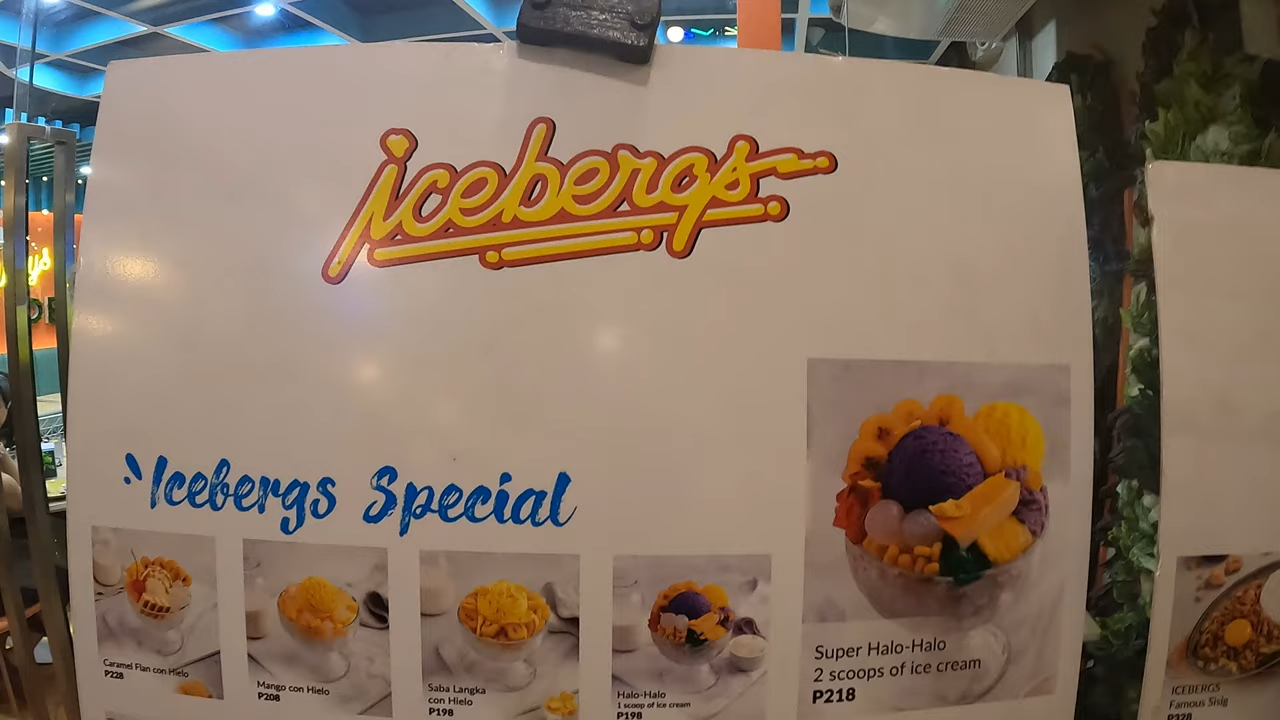 icebergs
Icebergs Special
Caramel Flan con Hielo
P228
Mango con Hielo
P208
Saba Langka
con Hielo
P198
Halo-Halo
1 scoop of ice cream
P198
Super Halo-Halo
2 scoops of ice cream
P218
ICEBERGS
Famous Sisig
P328